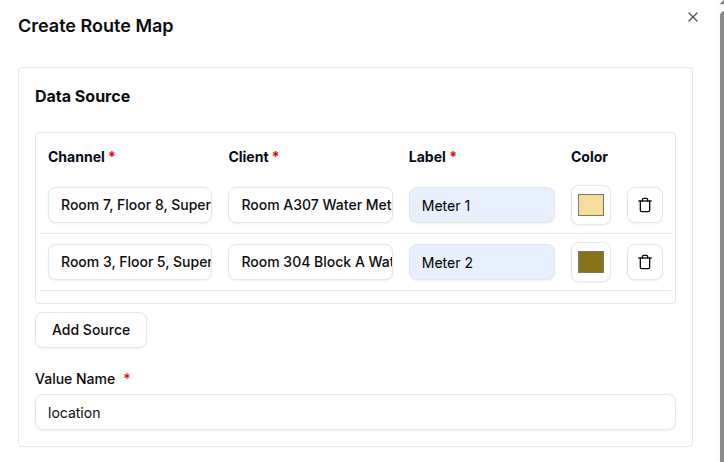 Create Route Map
Data Source
Channel * Client * Label * Color
Room 7, Floor 8, Super Room A307 Water Met Meter 1
Room 3, Floor 5, Super Room 304 Block A Wat Meter 2
Add Source
Value Name *
location